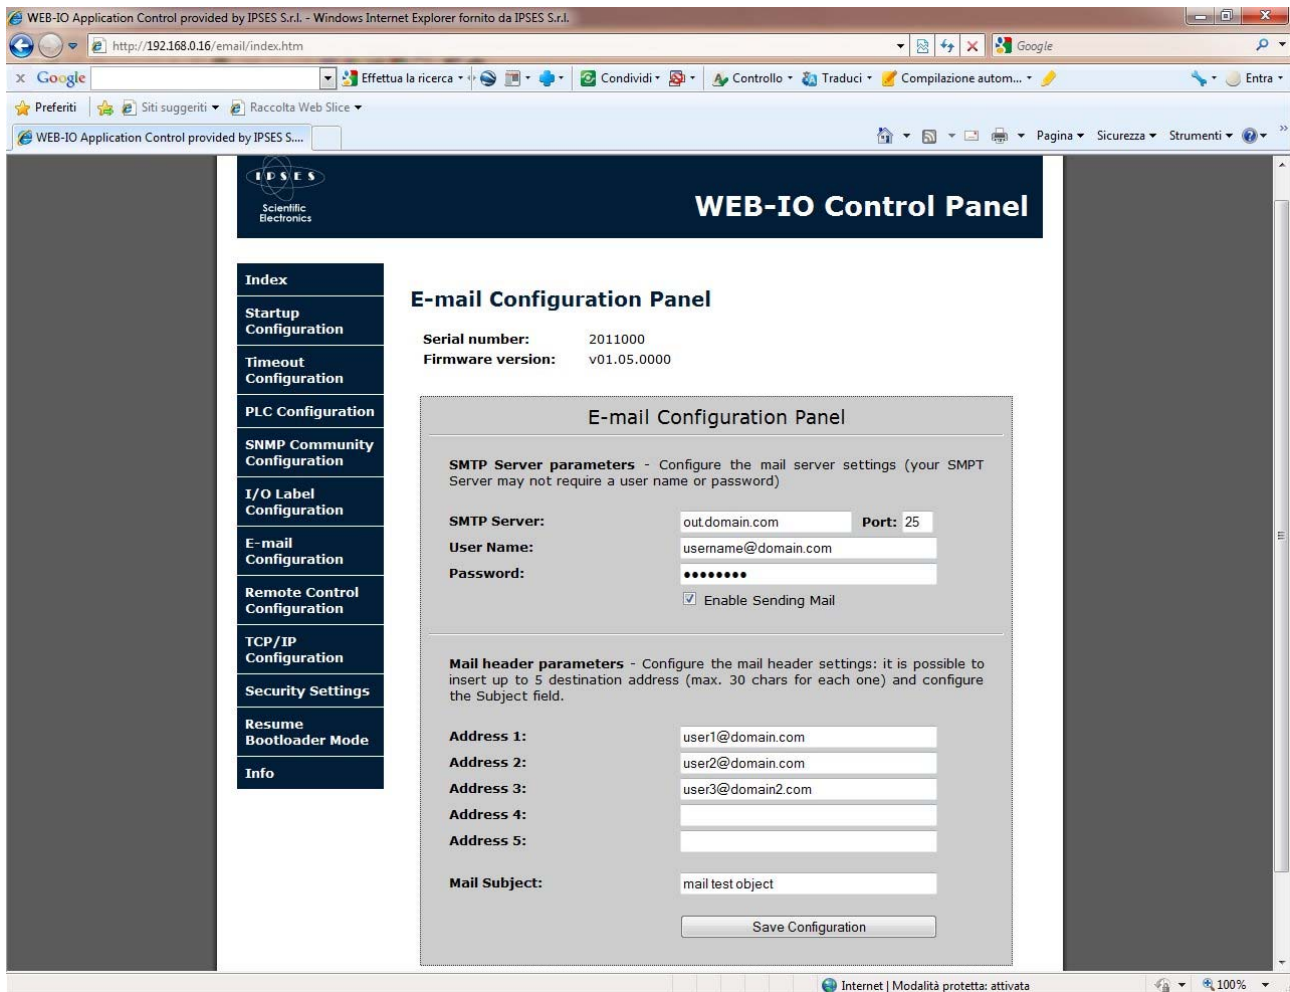 WEB-IO Application Control provided by IPSES S.r.l. - Windows Internet Explorer fornito da IPSES S.r.l.
http://192.168.0.16/email/index.htm
Google
x Google
Effettua la ricerca
Condividi
Controllo
Traduci
Compilazione autom...
Entra
Preferiti
Siti suggeriti
Raccolta Web Slice
WEB-IO Application Control provided by IPSES S....
Pagina
Sicurezza
Strumenti
IPSES
Scientific
Electronics
WEB-IO Control Panel
Index
Startup
Configuration
Timeout
Configuration
PLC Configuration
SNMP Community
Configuration
I/O Label
Configuration
E-mail
Configuration
Remote Control
Configuration
TCP/IP
Configuration
Security Settings
Resume
Bootloader Mode
Info
E-mail Configuration Panel
Serial number: 2011000
Firmware version: v01.05.0000
E-mail Configuration Panel
SMTP Server parameters - Configure the mail server settings (your SMPT
Server may not require a user name or password)
SMTP Server: out.domain.com Port: 25
User Name: username@domain.com
Password: ••••••••
Enable Sending Mail
Mail header parameters - Configure the mail header settings: it is possible to
insert up to 5 destination address (max. 30 chars for each one) and configure
the Subject field.
Address 1: user1@domain.com
Address 2: user2@domain.com
Address 3: user3@domain2.com
Address 4:
Address 5:
Mail Subject: mail test object
Save Configuration
Internet | Modalità protetta: attivata
100%